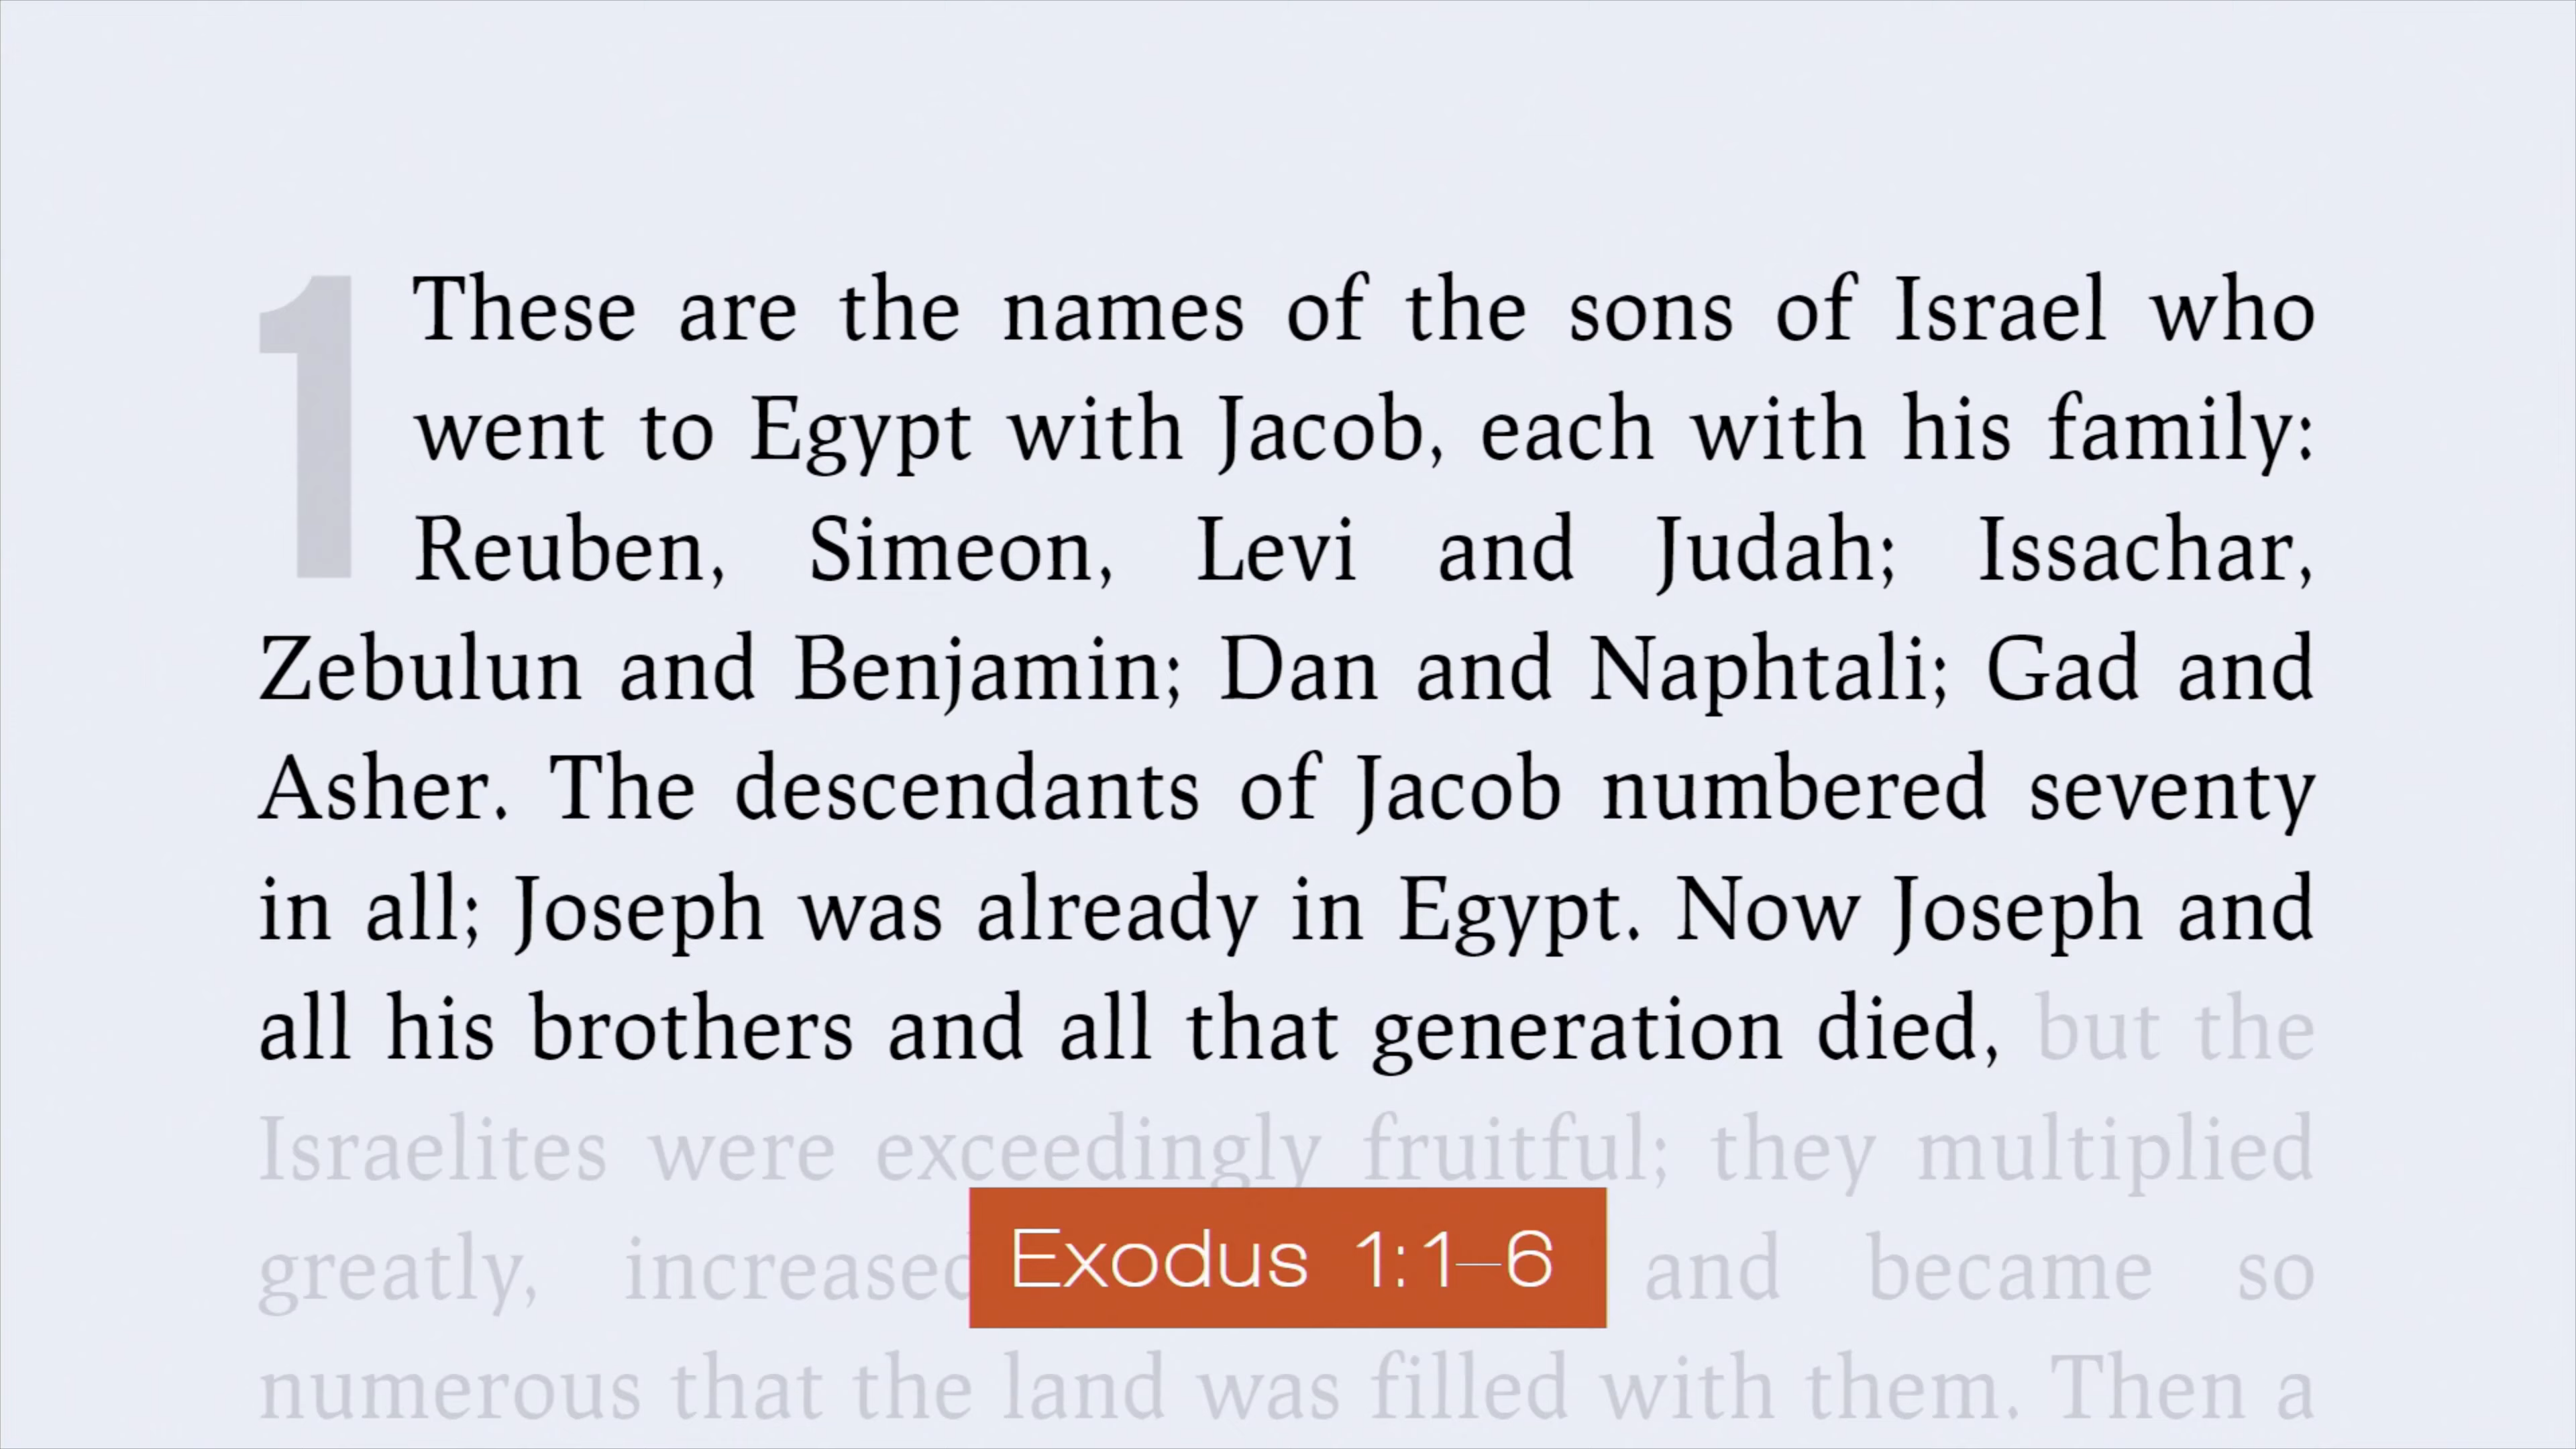 1 These are the names of the sons of Israel who
went to Egypt with Jacob, each with his family:
Reuben, Simeon, Levi and Judah; Issachar,
Zebulun and Benjamin; Dan and Naphtali; Gad and
Asher. The descendants of Jacob numbered seventy
in all; Joseph was already in Egypt. Now Joseph and
all his brothers and all that generation died, but the
Israelites were exceedingly fruitful; they multiplied
greatly, increased and became so
Exodus 1:1–6
numerous that the land was filled with them. Then a